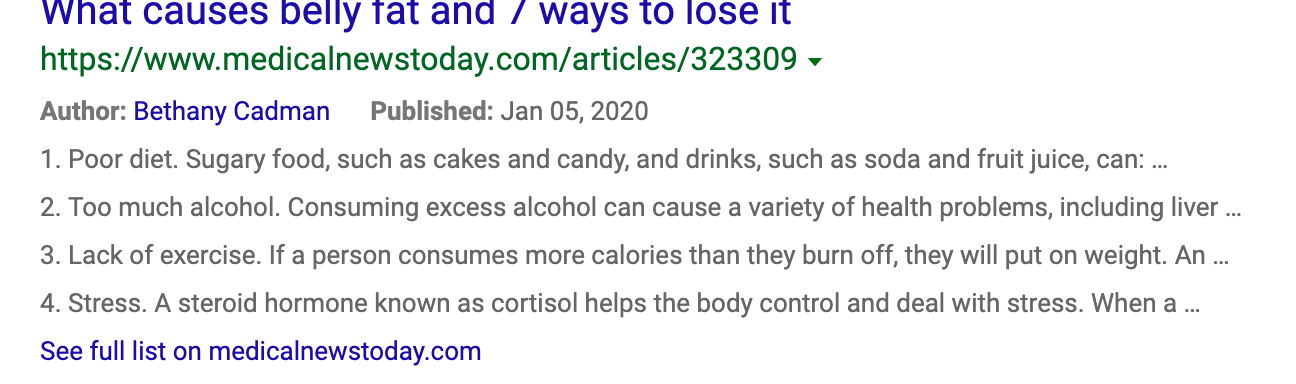 What causes belly fat and 7 ways to lose it
https://www.medicalnewstoday.com/articles/323309
Author: Bethany Cadman Published: Jan 05, 2020
1. Poor diet. Sugary food, such as cakes and candy, and drinks, such as soda and fruit juice, can: ...
2. Too much alcohol. Consuming excess alcohol can cause a variety of health problems, including liver ...
3. Lack of exercise. If a person consumes more calories than they burn off, they will put on weight. An ...
4. Stress. A steroid hormone known as cortisol helps the body control and deal with stress. When a ...
See full list on medicalnewstoday.com